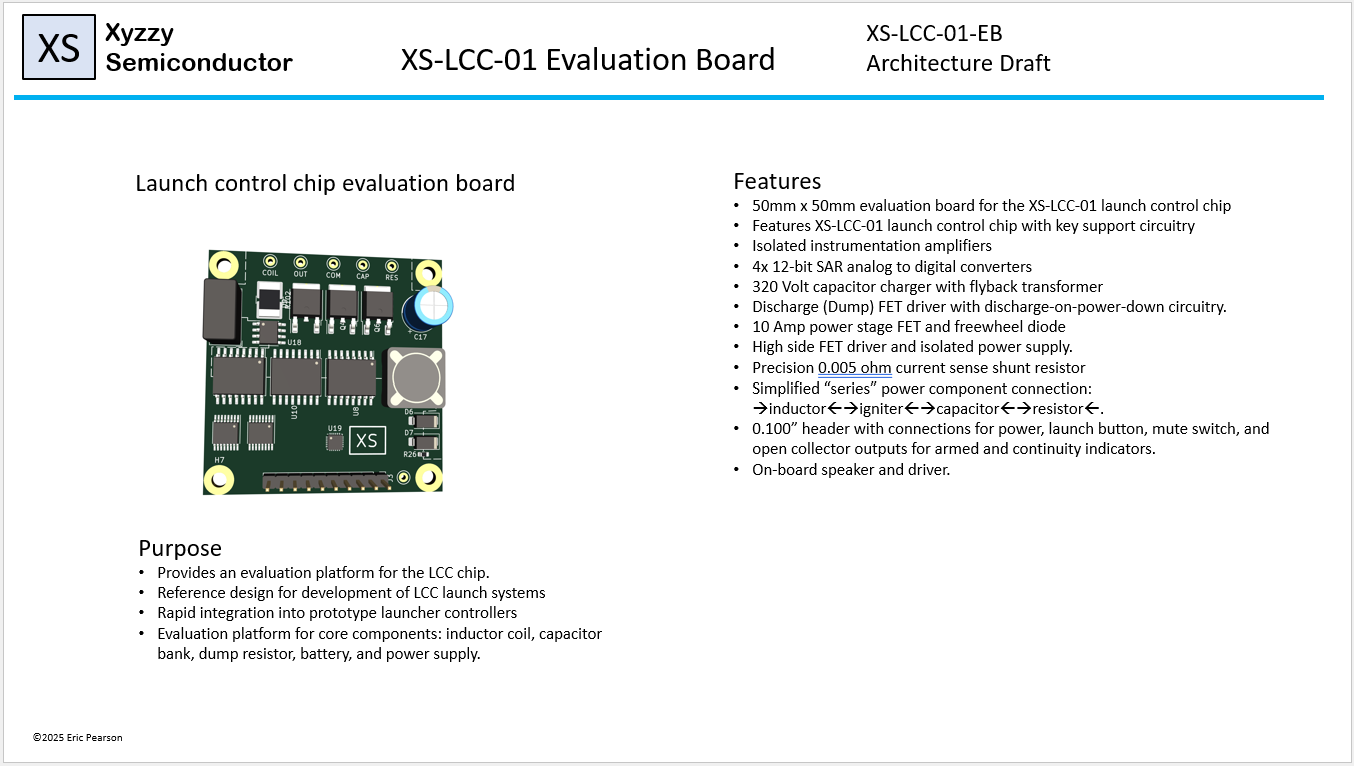 XS
Xyzzy
Semiconductor
XS-LCC-01 Evaluation Board
XS-LCC-01-EB
Architecture Draft
Launch control chip evaluation board
COIL OUT COM CAP RES
C17
U18
U10
U8
D6
D7
R26
U19
XS
H7
Purpose
• Provides an evaluation platform for the LCC chip.
• Reference design for development of LCC launch systems
• Rapid integration into prototype launcher controllers
• Evaluation platform for core components: inductor coil, capacitor
bank, dump resistor, battery, and power supply.
Features
• 50mm x 50mm evaluation board for the XS-LCC-01 launch control chip
• Features XS-LCC-01 launch control chip with key support circuitry
• Isolated instrumentation amplifiers
• 4x 12-bit SAR analog to digital converters
• 320 Volt capacitor charger with flyback transformer
• Discharge (Dump) FET driver with discharge-on-power-down circuitry.
• 10 Amp power stage FET and freewheel diode
• High side FET driver and isolated power supply.
• Precision 0.005 ohm current sense shunt resistor
• Simplified “series” power component connection:
→inductor←→igniter←→capacitor←→resistor←.
• 0.100” header with connections for power, launch button, mute switch, and
open collector outputs for armed and continuity indicators.
• On-board speaker and driver.
©2025 Eric Pearson